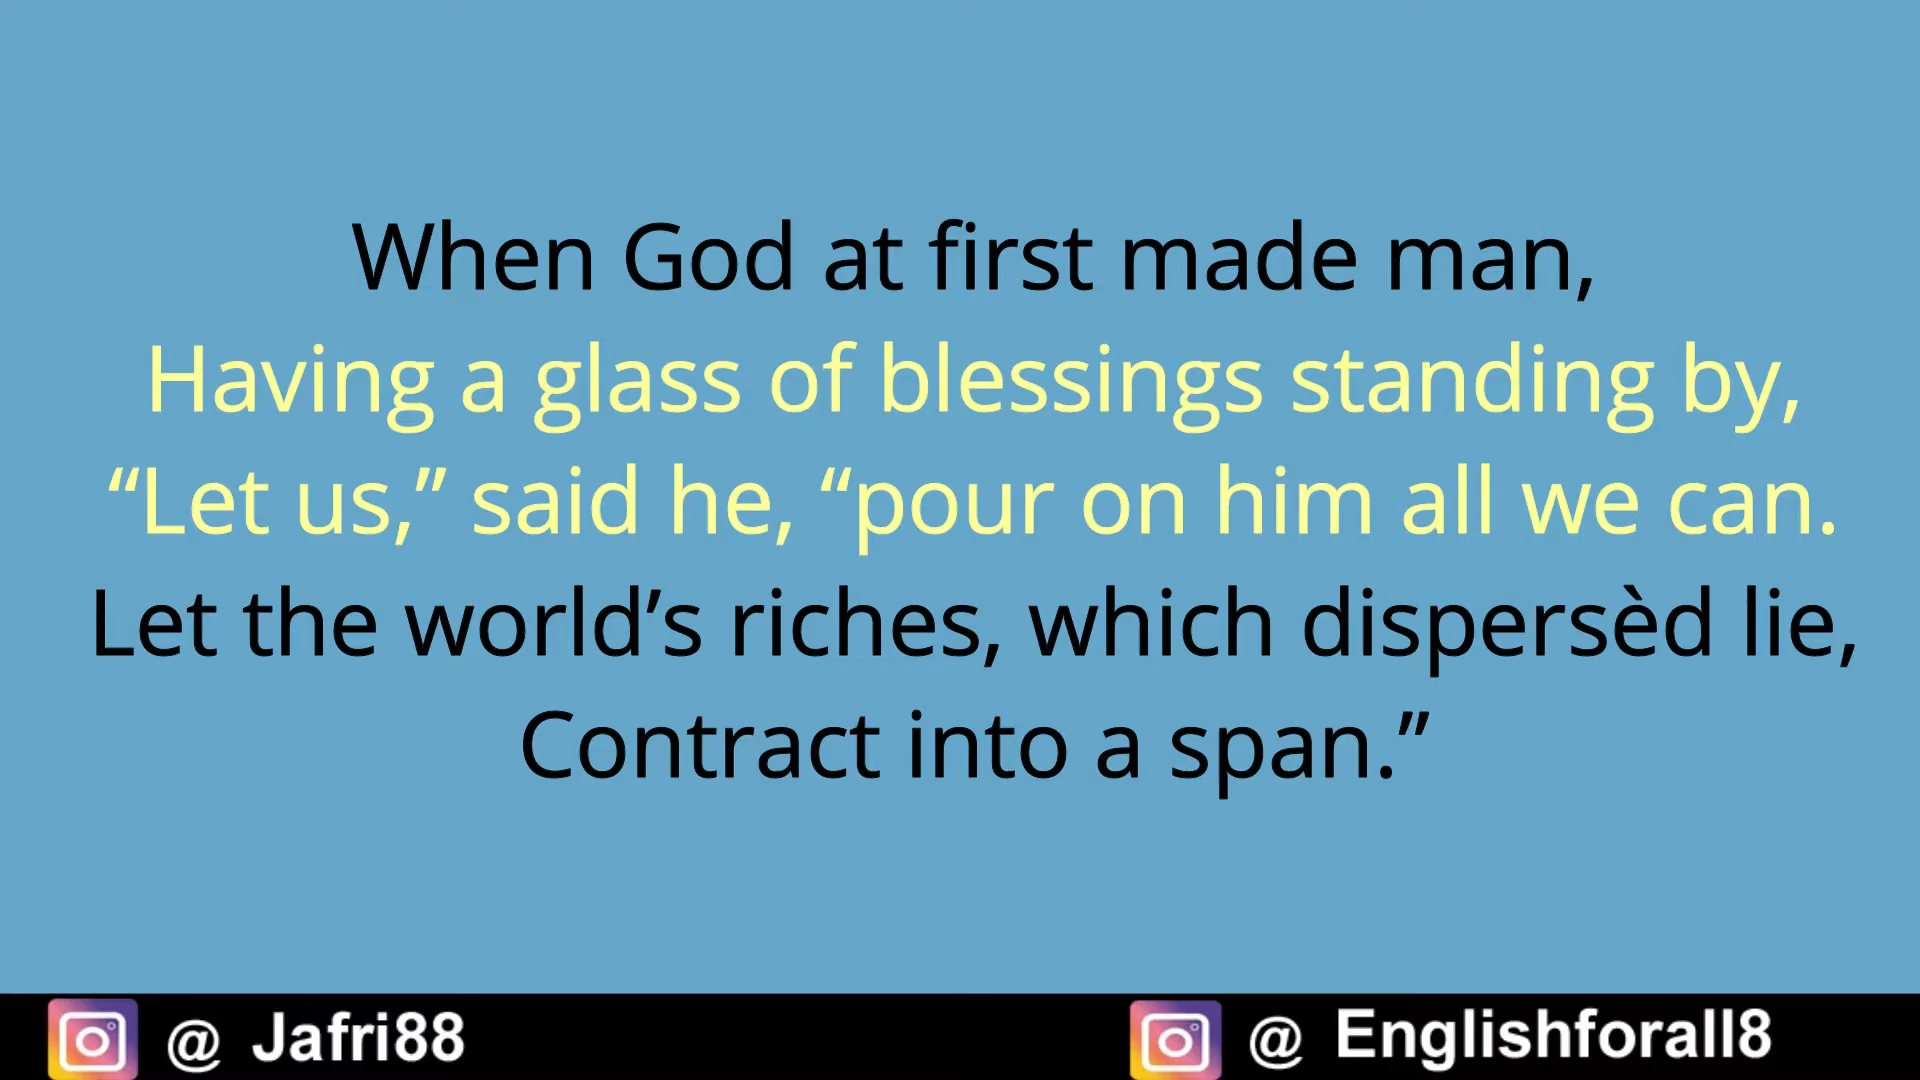 When God at first made man,
Having a glass of blessings standing by,
“Let us,” said he, “pour on him all we can.
Let the world’s riches, which dispersèd lie,
Contract into a span.”
@ Jafri88
@ Englishforall8